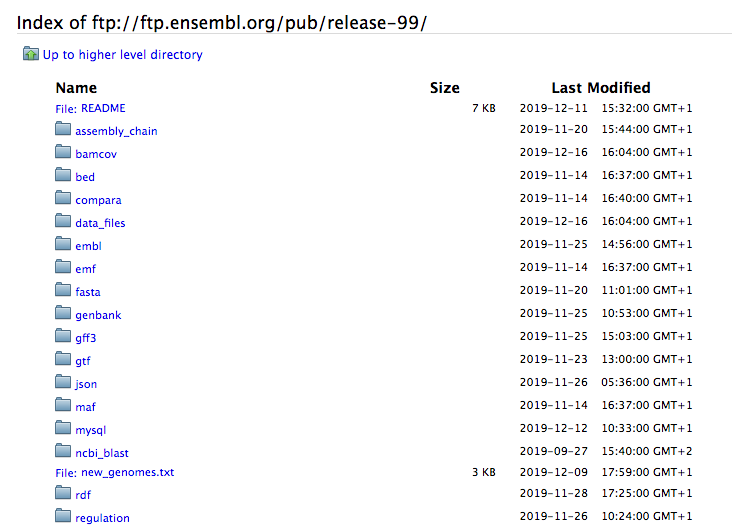 Index of ftp://ftp.ensembl.org/pub/release-99/
Up to higher level directory
Name Size Last Modified
File: README 7 KB 2019-12-11 15:32:00 GMT+1
assembly_chain 2019-11-20 15:44:00 GMT+1
bamcov 2019-12-16 16:04:00 GMT+1
bed 2019-11-14 16:37:00 GMT+1
compara 2019-11-14 16:40:00 GMT+1
data_files 2019-12-16 16:04:00 GMT+1
embl 2019-11-25 14:56:00 GMT+1
emf 2019-11-14 16:37:00 GMT+1
fasta 2019-11-20 11:01:00 GMT+1
genbank 2019-11-25 10:53:00 GMT+1
gff3 2019-11-25 15:03:00 GMT+1
gtf 2019-11-23 13:00:00 GMT+1
json 2019-11-26 05:36:00 GMT+1
maf 2019-11-14 16:37:00 GMT+1
mysql 2019-12-12 10:33:00 GMT+1
ncbi_blast 2019-09-27 15:40:00 GMT+2
File: new_genomes.txt 3 KB 2019-12-09 17:59:00 GMT+1
rdf 2019-11-28 17:25:00 GMT+1
regulation 2019-11-26 10:24:00 GMT+1